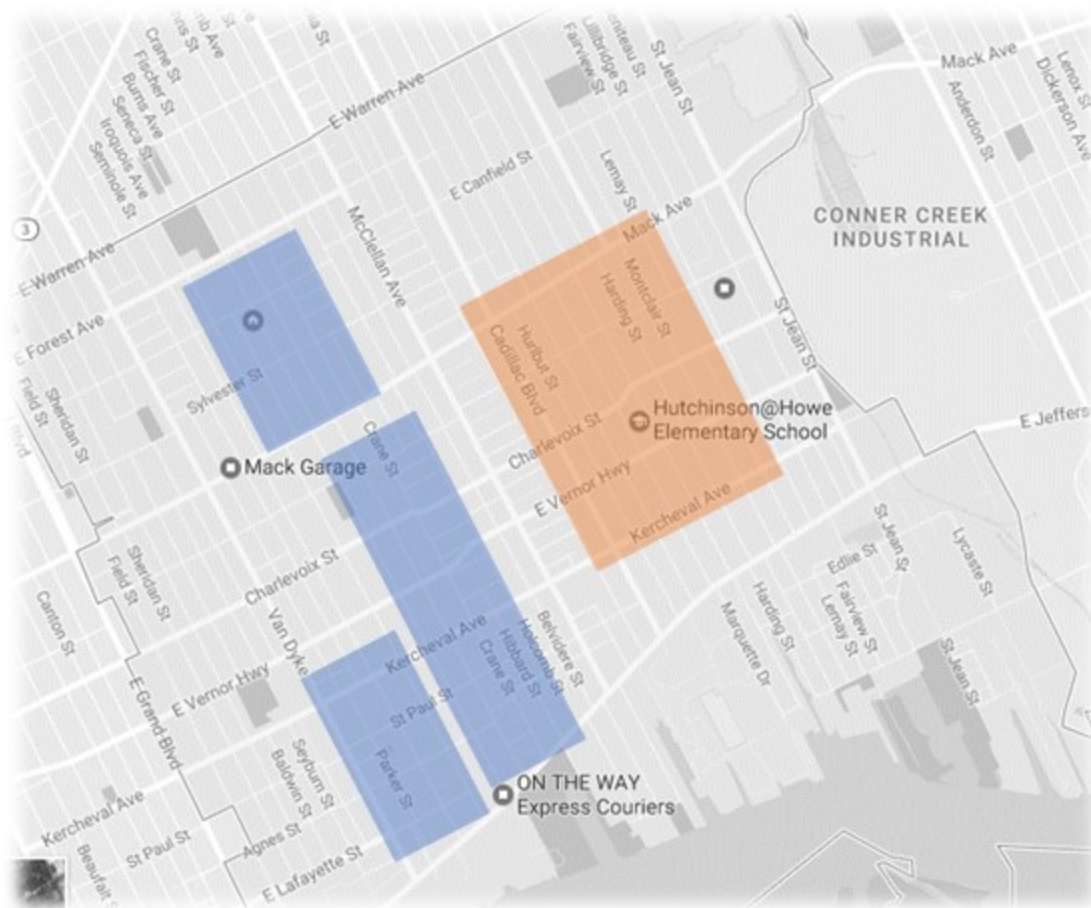 Crane St
Fischer St
Burns Ave
Seneca St
Iroquois Ave
Seminole St
St Jean St
Lillibridge St
Fairview St
E Warren Ave
Mack Ave
Lenox St
Dickerson Ave
Anderdon St
E Canfield St
Lemay St
McClellan Ave
Mack Ave
CONNER CREEK
INDUSTRIAL
3
E Warren Ave
E Forest Ave
Montclair St
Harding St
St Jean St
Hurlbut St
Cadillac Blvd
Sylvester St
Field St
Sheridan St
Blvd
Hutchinson@Howe
Elementary School
E Jeffers
Crane St
Charlevoix St
Mack Garage
E Vernor Hwy
Kercheval Ave
St Jean St
Edlie St
Lycaste St
Sheridan St
Field St
Charlevoix St
Canton St
Van Dyke
Harding St
Fairview St
Lemay St
Marquette Dr
Belvidere St
Holcomb St
Hibbard St
Crane St
Kercheval Ave
St Jean St
E Vernor Hwy
E Grand Blvd
St Paul St
Seyburn St
Baldwin St
Parker St
ON THE WAY
Express Couriers
Kercheval Ave
St Paul St
Agnes St
E Lafayette St
Beaufait